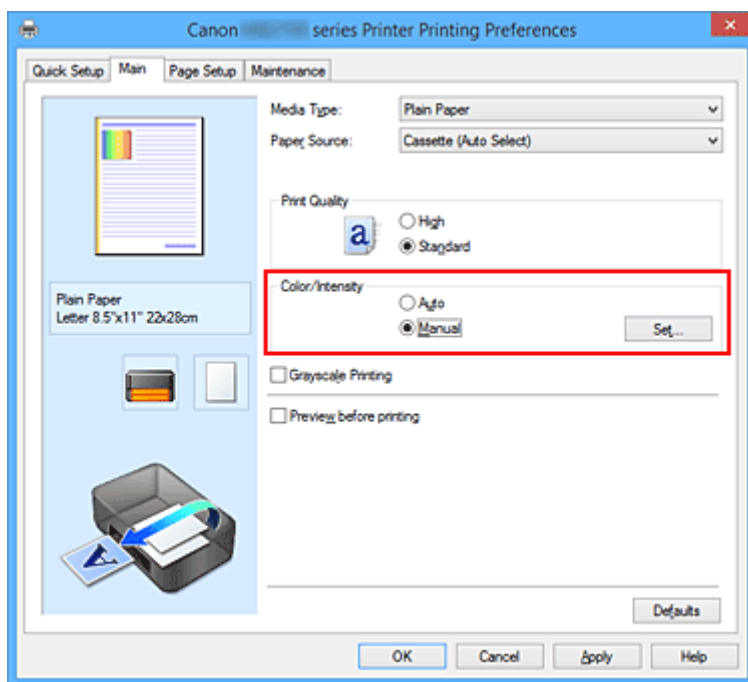 Canon series Printer Printing Preferences
Quick Setup Main Page Setup Maintenance
Media Type: Plain Paper
Paper Source: Cassette (Auto Select)
Print Quality
a
High
Standard
Color/Intensity
Auto
Manual Set...
Plain Paper
Letter 8.5"x11" 22x28cm
Grayscale Printing
Preview before printing
A
Defaults
OK Cancel Apply Help